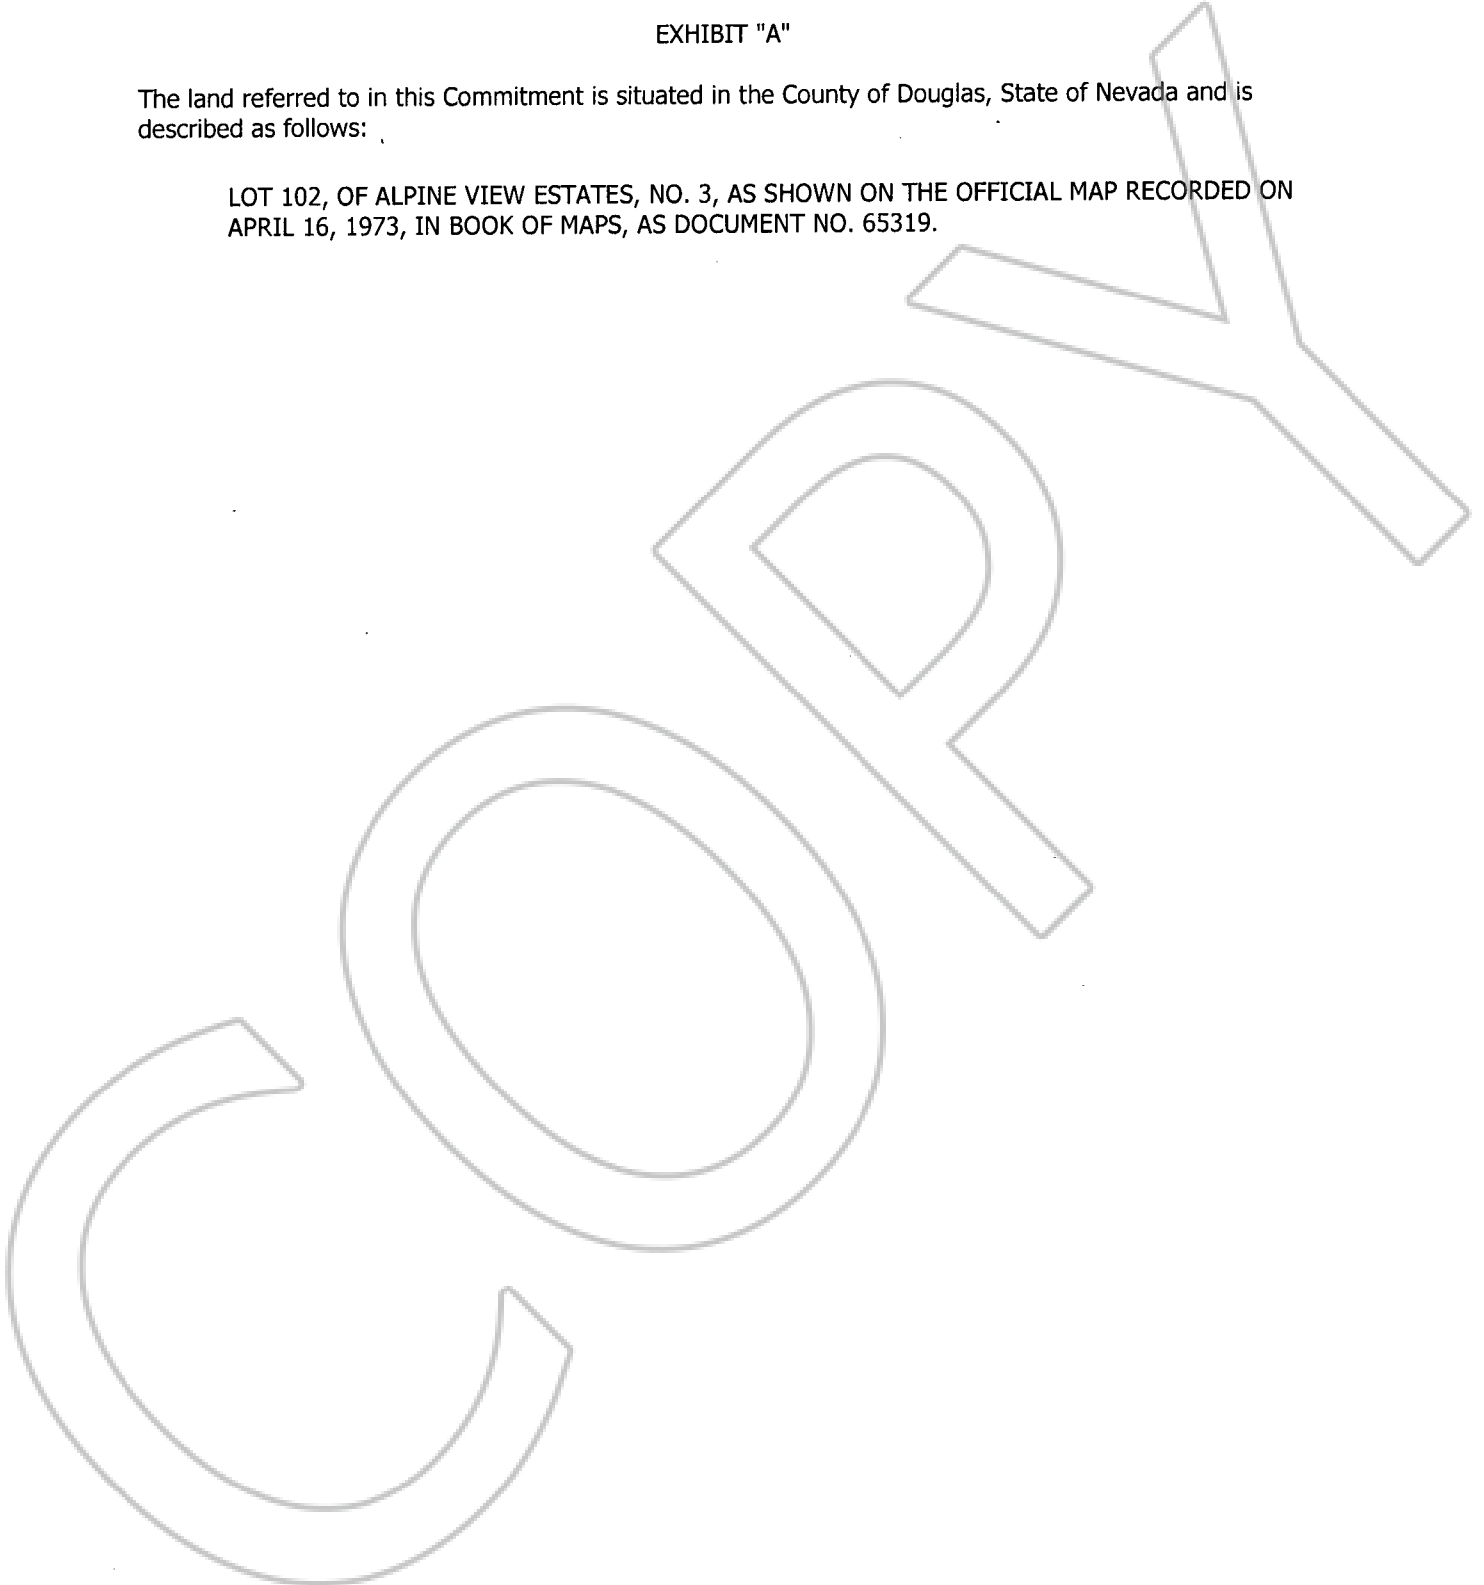 EXHIBIT "A"
The land referred to in this Commitment is situated in the County of Douglas, State of Nevada and is
described as follows:
LOT 102, OF ALPINE VIEW ESTATES, NO. 3, AS SHOWN ON THE OFFICIAL MAP RECORDED ON
APRIL 16, 1973, IN BOOK OF MAPS, AS DOCUMENT NO. 65319.
COPY